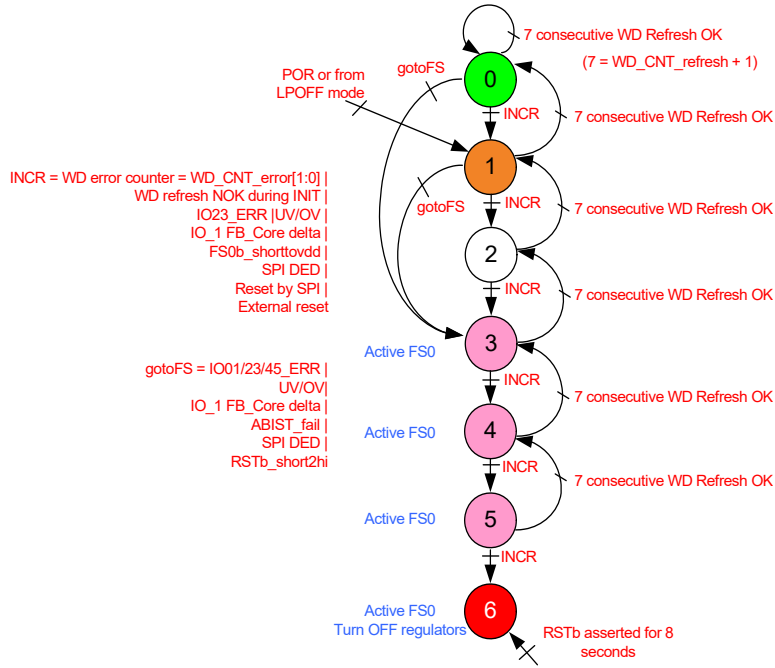 7 consecutive WD Refresh OK
(7 = WD_CNT_refresh + 1)
gotoFS
0
POR or from
LPOFF mode
INCR
7 consecutive WD Refresh OK
1
INCR = WD error counter = WD_CNT_error[1:0] |
WD refresh NOK during INIT |
IO23_ERR |UV/OV |
IO_1 FB_Core delta |
FS0b_shorttovdd |
SPI DED |
Reset by SPI |
External reset
gotoFS
INCR
7 consecutive WD Refresh OK
2
INCR
7 consecutive WD Refresh OK
3
Active FS0
gotoFS = IO01/23/45_ERR |
UV/OV|
IO_1 FB_Core delta |
ABIST_fail |
SPI DED |
RSTb_short2hi
INCR
7 consecutive WD Refresh OK
4
Active FS0
INCR
7 consecutive WD Refresh OK
5
Active FS0
INCR
6
Active FS0
Turn OFF regulators
RSTb asserted for 8
seconds